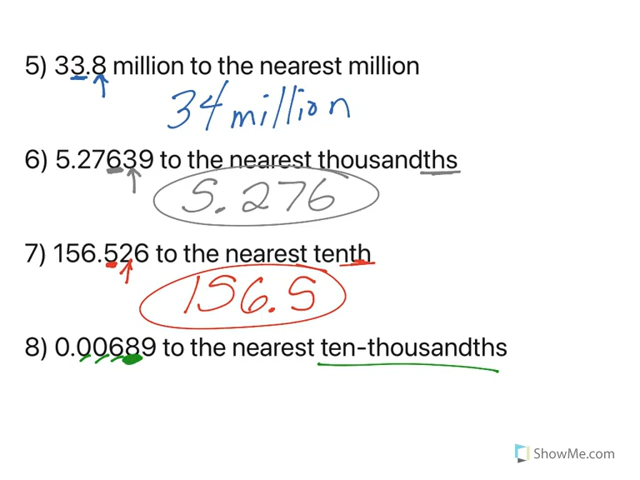 5) 33.8 million to the nearest million
34 million
6) 5.27639 to the nearest thousandths
5.276
7) 156.526 to the nearest tenth
156.5
8) 0.00689 to the nearest ten-thousandths
ShowMe.com